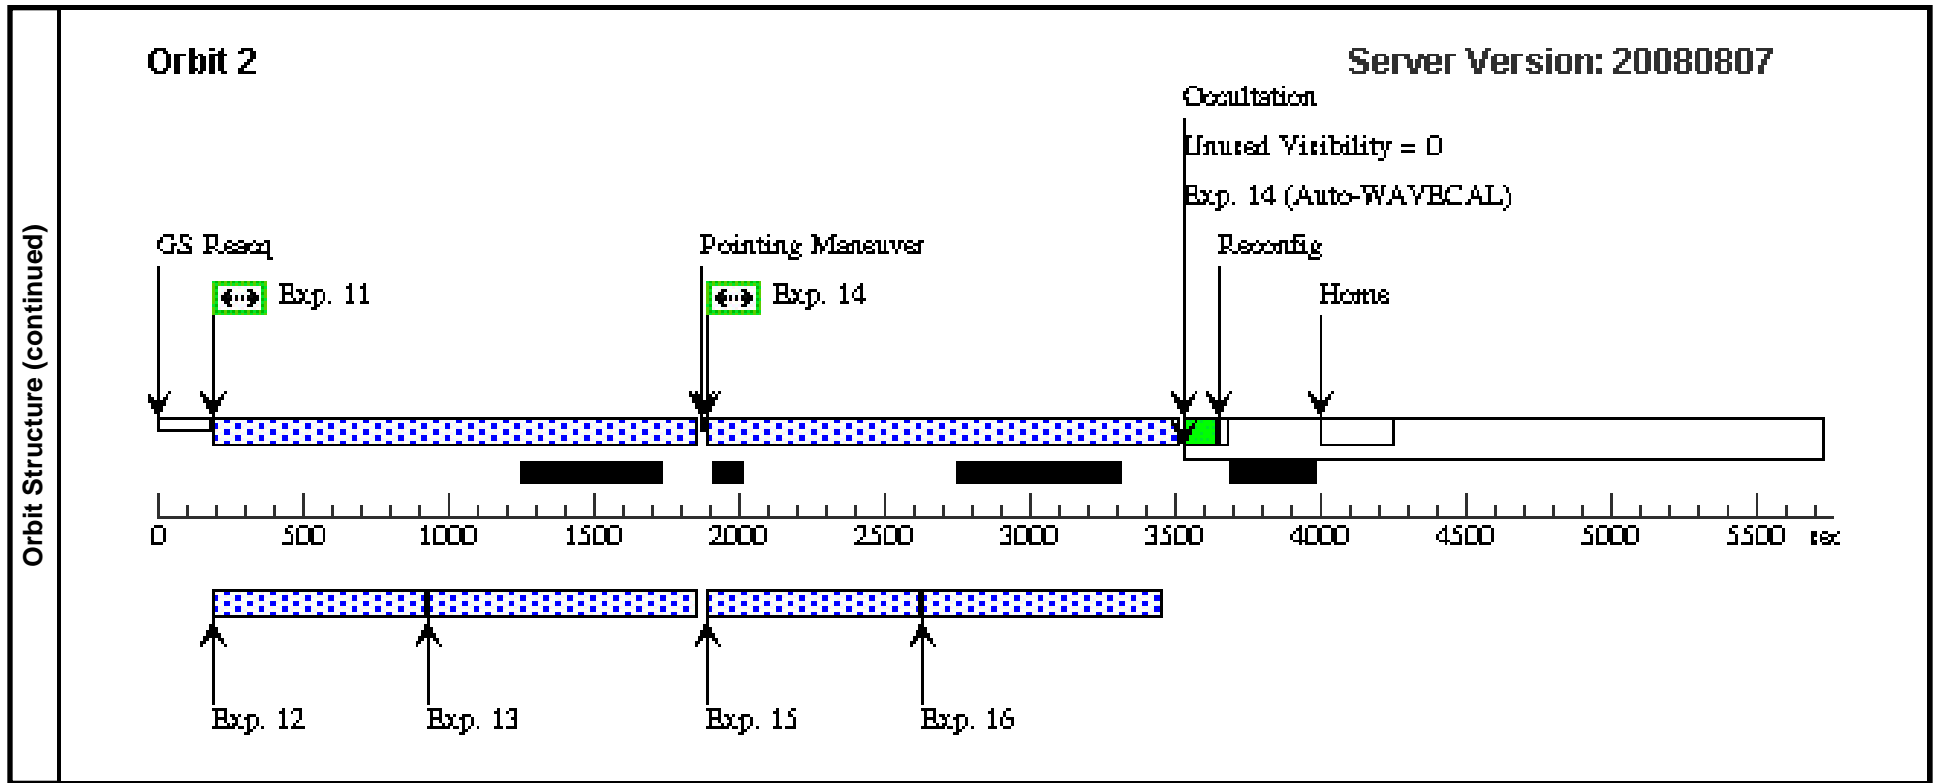 Orbit Structure (continued)
Orbit 2
Server Version: 20080807
Occultation
Unused Visibility = 0
Exp. 14 (Auto-WAVECAL)
GS Reacq
Pointing Maneuver
Reconfig
Exp. 11
Exp. 14
Home
0 500 1000 1500 2000 2500 3000 3500 4000 4500 5000 5500 sec
Exp. 12
Exp. 13
Exp. 15
Exp. 16